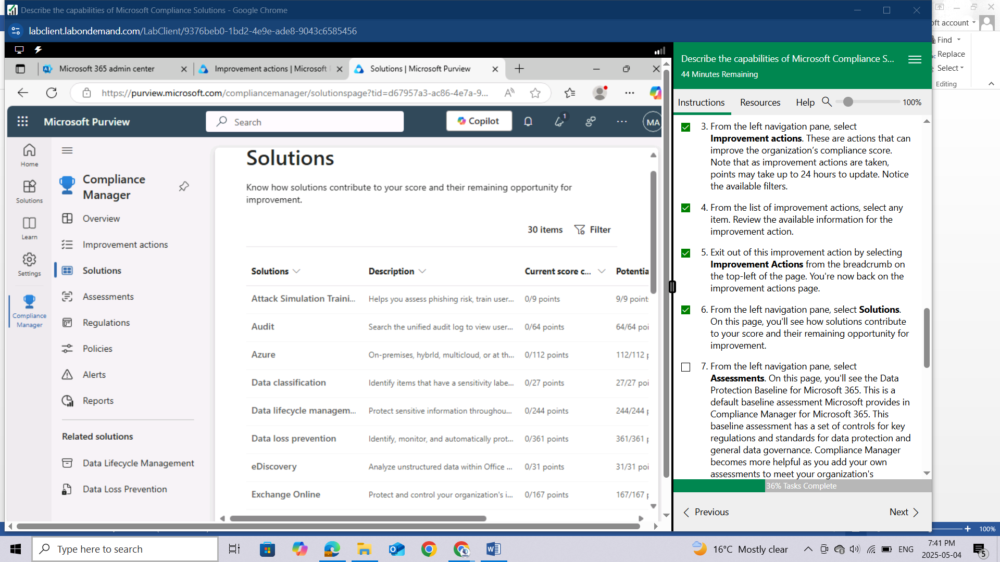 Describe the capabilities of Microsoft Compliance Solutions - Google Chrome
labclient.labondemand.com/LabClient/9376beb0-1bd2-4e9e-ade8-9043c6585456
Microsoft 365 admin center
Improvement actions | Microsoft
Solutions | Microsoft Purview
https://purview.microsoft.com/compliancemanager/solutionspage?tid=d67957a3-ac86-4e7a-9...
Microsoft Purview
Search
Copilot
1
MA
Home
Solutions
Learn
Settings
Compliance
Manager
Compliance
Manager
Overview
Improvement actions
Solutions
Assessments
Regulations
Policies
Alerts
Reports
Related solutions
Data Lifecycle Management
Data Loss Prevention
Solutions
Know how solutions contribute to your score and their remaining opportunity for
improvement.
30 items Filter
Solutions Description Current score c... Potentia
Attack Simulation Traini... Helps you assess phishing risk, train user... 0/9 points 9/9 point
Audit Search the unified audit log to view user... 0/64 points 64/64 poi
Azure On-premises, hybrid, multicloud, or at th... 0/112 points 112/112 p
Data classification Identify items that have a sensitivity labe... 0/27 points 27/27 poi
Data lifecycle managem... Protect sensitive information throughou... 0/244 points 244/244 p
Data loss prevention Identify, monitor, and automatically prot... 0/361 points 361/361 p
eDiscovery Analyze unstructured data within Office ... 0/31 points 31/31 poi
Exchange Online Protect and control your organization's i... 0/167 points 167/167 p
Describe the capabilities of Microsoft Compliance S...
44 Minutes Remaining
Instructions Resources Help 100%
3. From the left navigation pane, select
Improvement actions. These are actions that can
improve the organization’s compliance score.
Note that as improvement actions are taken,
points may take up to 24 hours to update. Notice
the available filters.
4. From the list of improvement actions, select any
item. Review the available information for the
improvement action.
5. Exit out of this improvement action by selecting
Improvement Actions from the breadcrumb on
the top-left of the page. You're now back on the
improvement actions page.
6. From the left navigation pane, select Solutions.
On this page, you'll see how solutions contribute
to your score and their remaining opportunity for
improvement.
7. From the left navigation pane, select
Assessments. On this page, you'll see the Data
Protection Baseline for Microsoft 365. This is a
default baseline assessment Microsoft provides in
Compliance Manager for Microsoft 365. This
baseline assessment has a set of controls for key
regulations and standards for data protection and
general data governance. Compliance Manager
becomes more helpful as you add your own
assessments to meet your organization's
36% Tasks Complete
Previous Next
oft account
Find
Replace
Select
Editing
100%
Type here to search
16°C Mostly clear
ENG
7:41 PM
2025-05-04
5